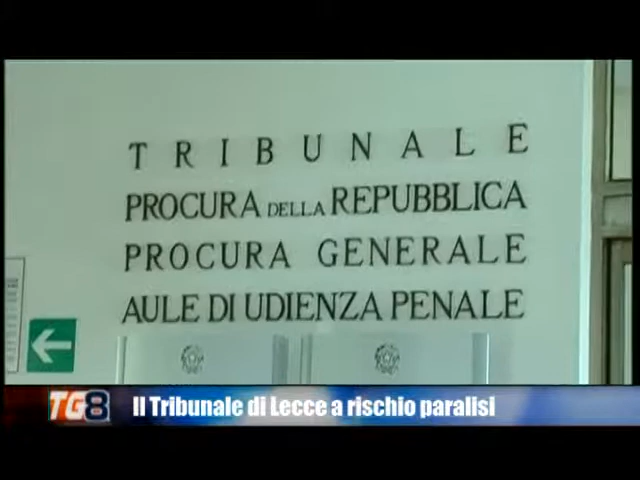 TRIBUNALE
PROCURA DELLA REPUBBLICA
PROCURA GENERALE
AULE DI UDIENZA PENALE
TG8 Il Tribunale di Lecce a rischio paralisi